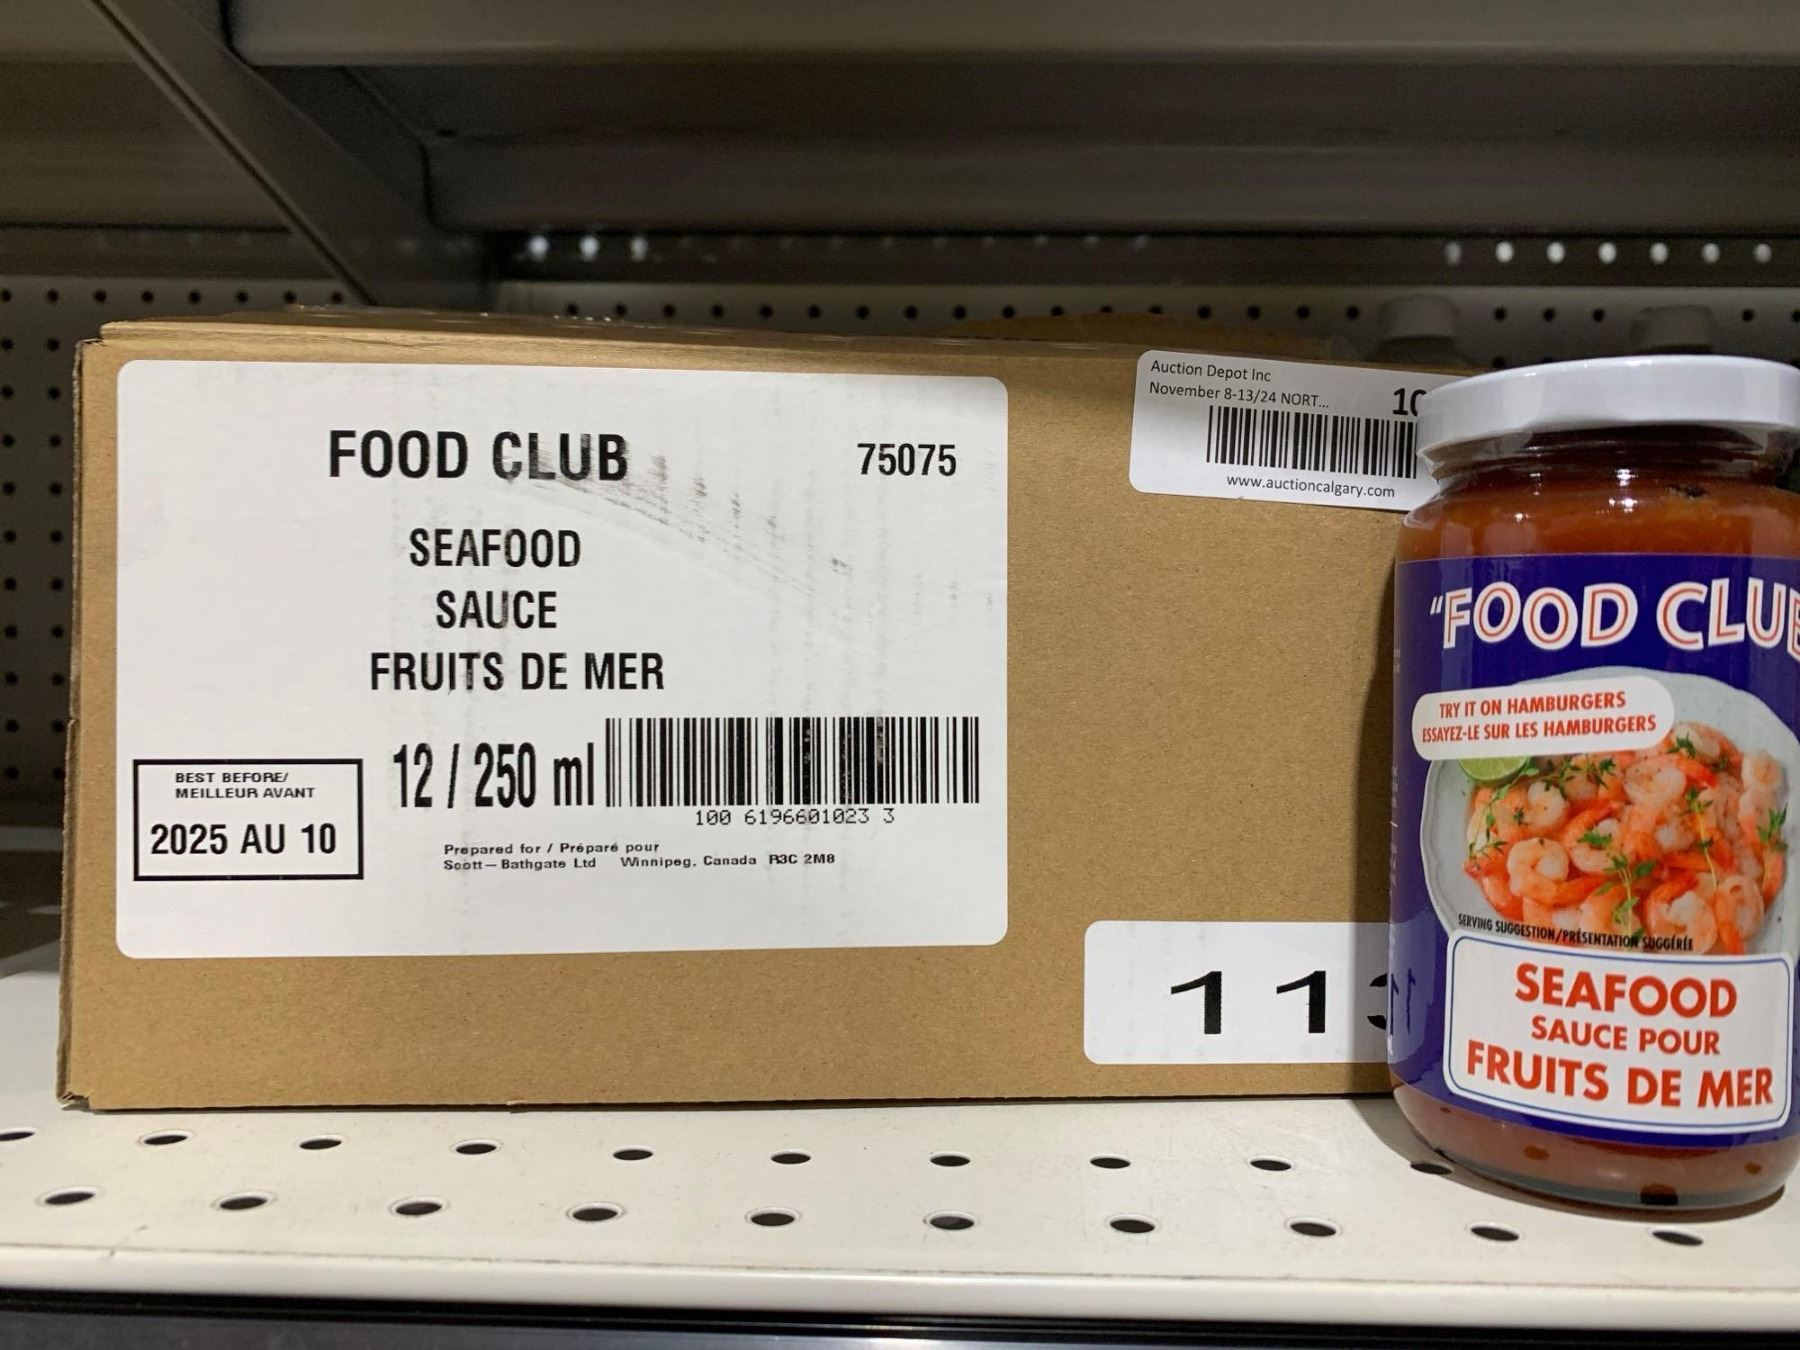 FOOD CLUB
75075
SEAFOOD
SAUCE
FRUITS DE MER
12 / 250 ml
100 6196601023 3
BEST BEFORE/
MEILLEUR AVANT
2025 AU 10
Prepared for / Préparé pour
Scott-Bathgate Ltd Winnipeg, Canada R3C 2M8
Auction Depot Inc
November 8-13/24 NORT...
10
www.auctioncalgary.com
11
"FOOD CLUB
TRY IT ON HAMBURGERS
ESSAYEZ-LE SUR LES HAMBURGERS
SERVING SUGGESTION/PRÉSENTATION SUGGÉRÉE
SEAFOOD
SAUCE POUR
FRUITS DE MER